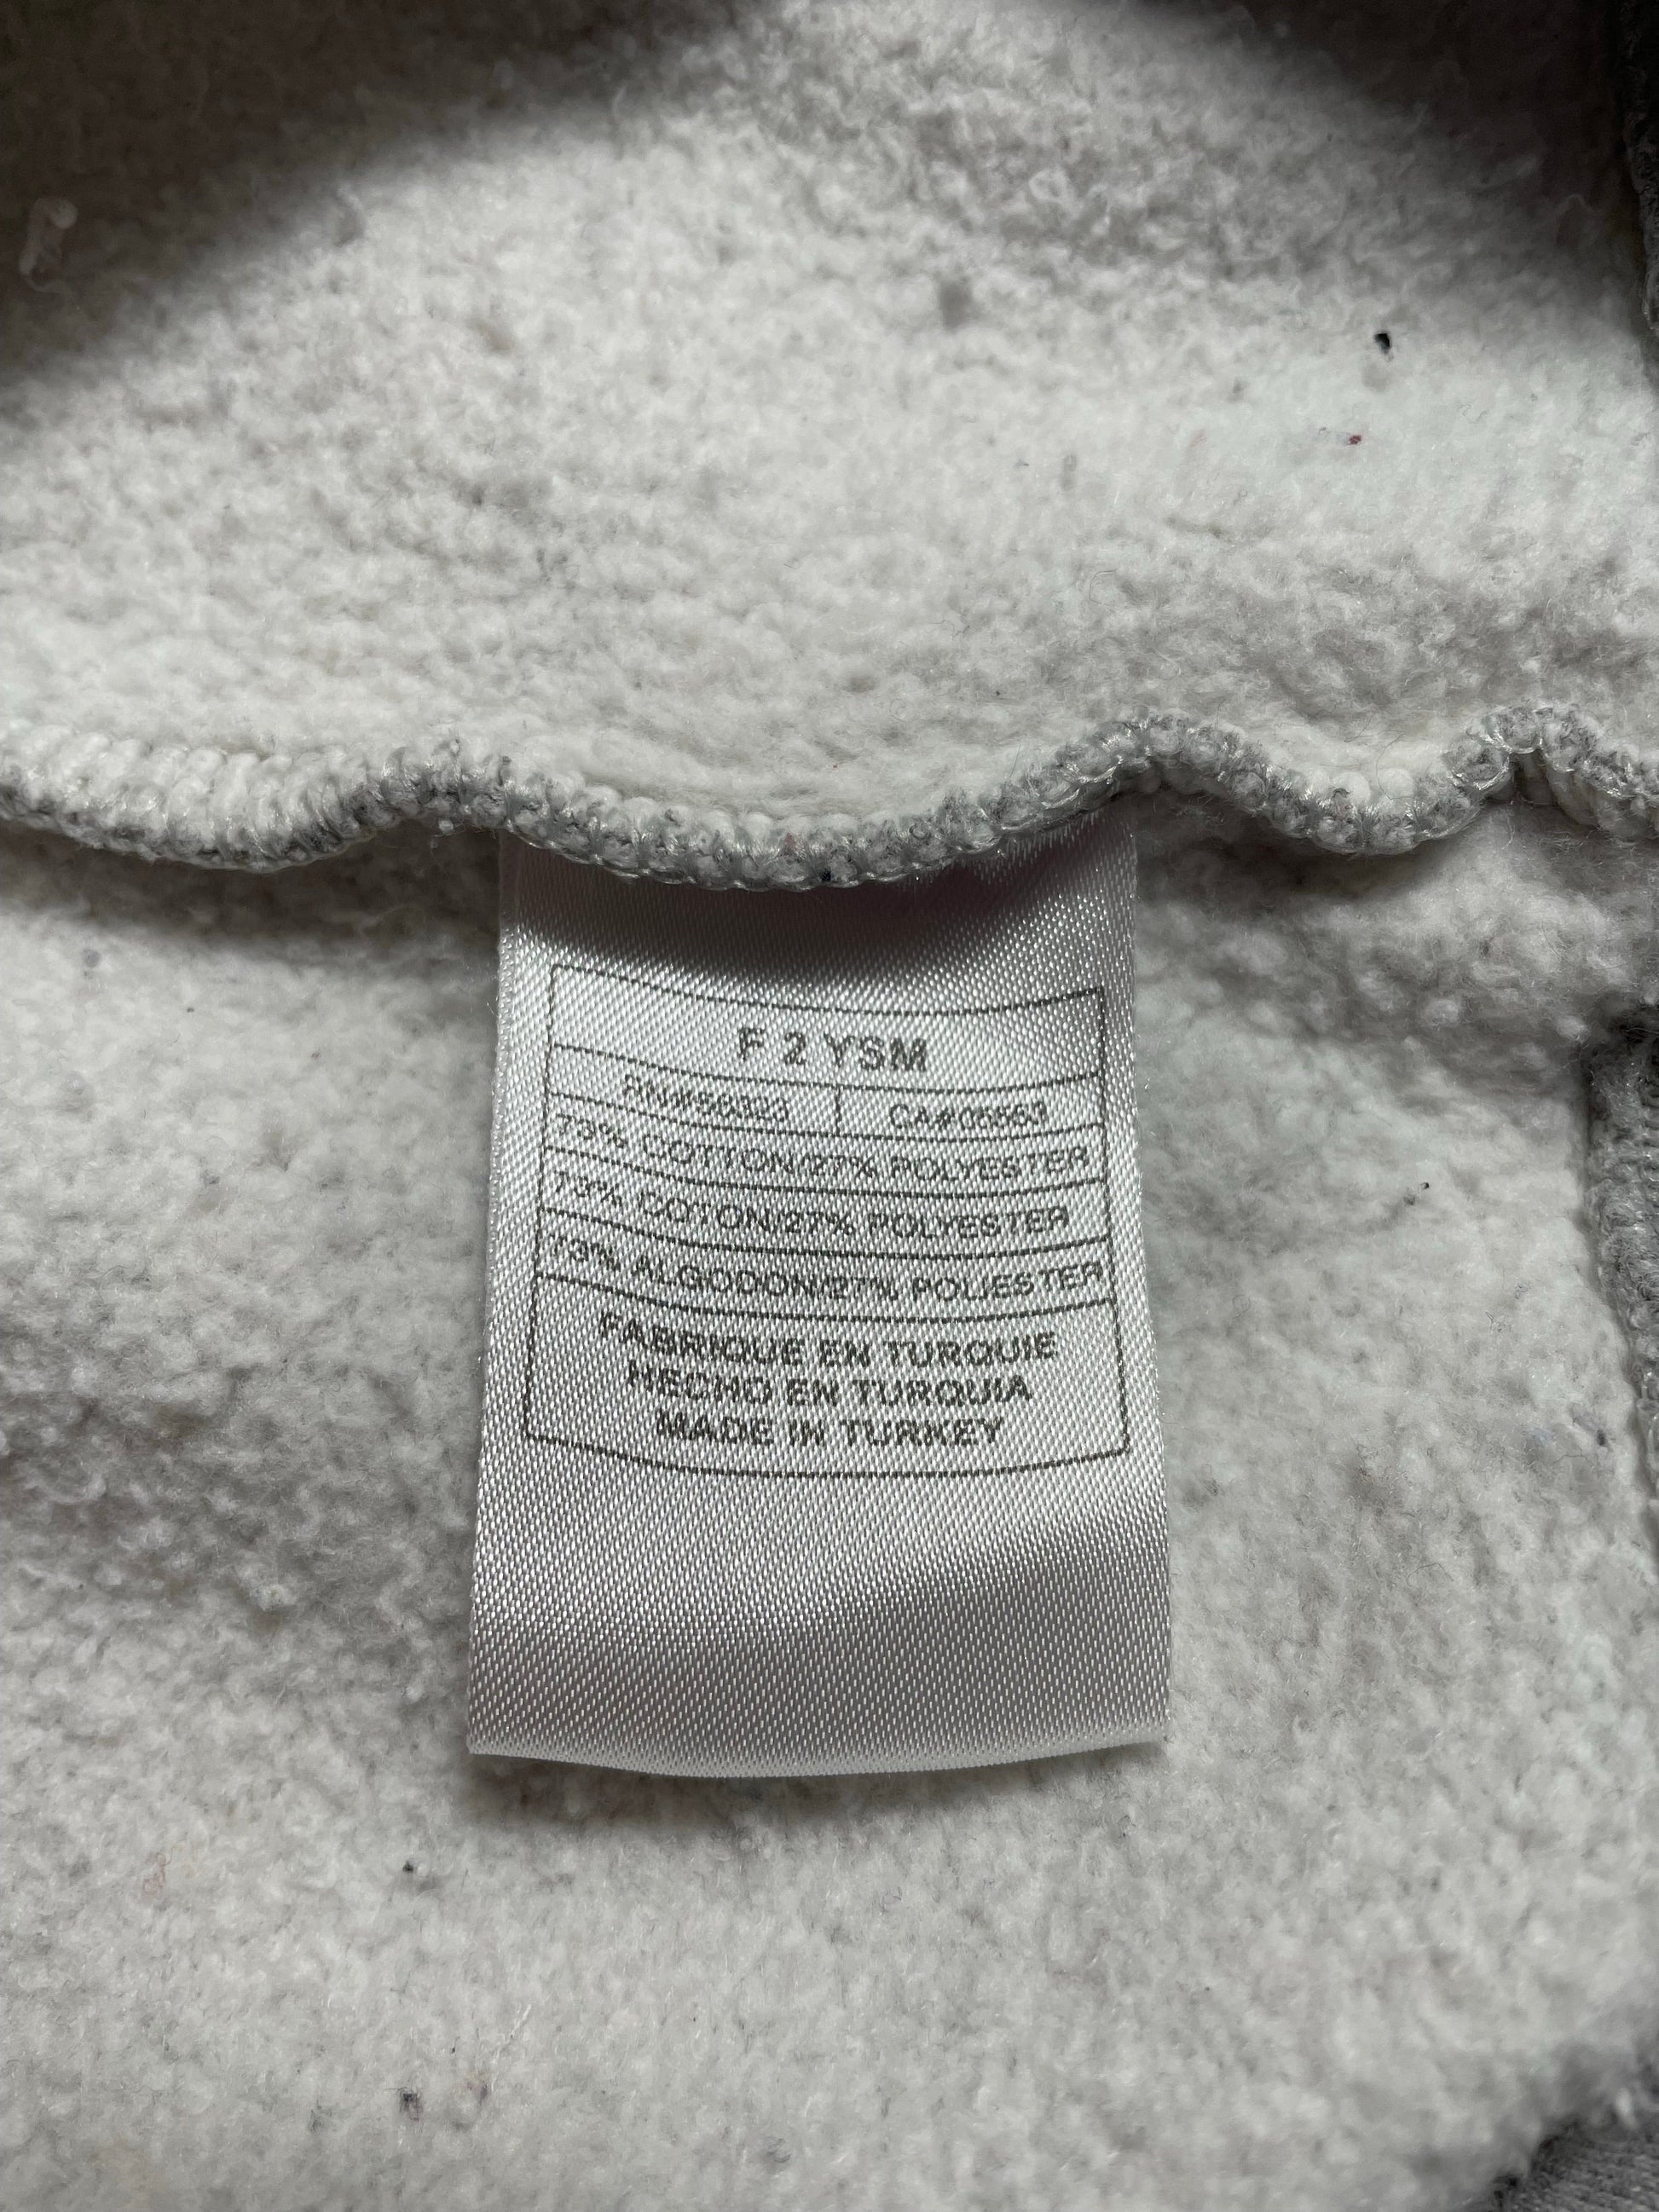 F 2 YSM
RN#56323 CA#05553
73% COTTON/27% POLYESTER
73% COTON/27% POLYESTER
73% ALGODON/27% POLIESTER
FABRIQUE EN TURQUIE
HECHO EN TURQUIA
MADE IN TURKEY